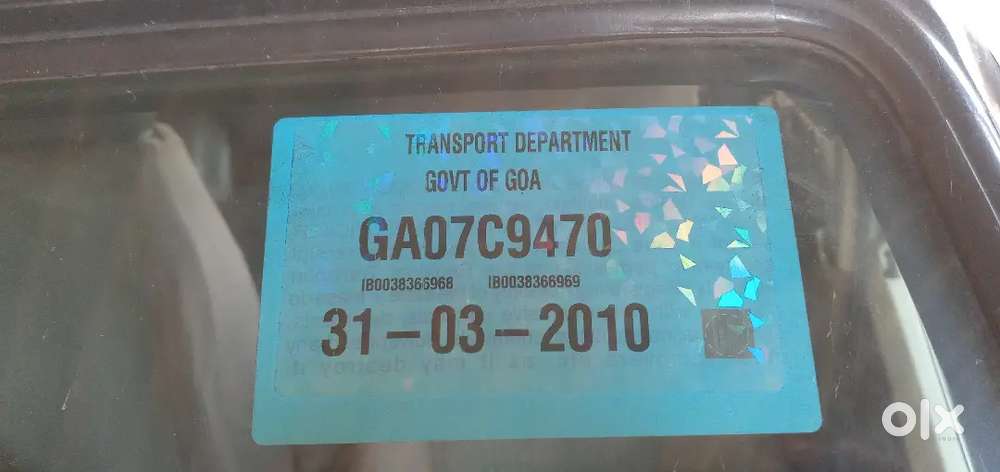 TRANSPORT DEPARTMENT
GOVT OF GOA
GA07C9470
IB0038366968 IB0038366969
31-03-2010
olx